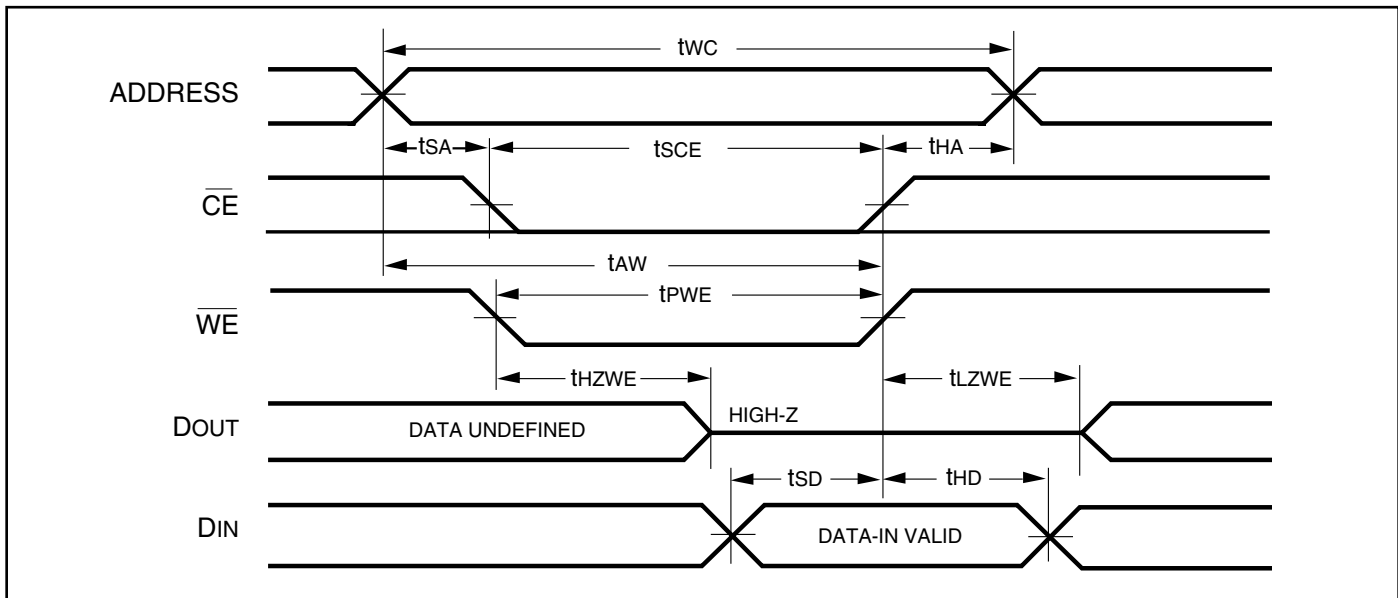 tWC
ADDRESS
tSA
tSCE
tHA
CE
tAW
tPWE
WE
tHZWE
tLZWE
DOUT
DATA UNDEFINED
HIGH-Z
tSD
tHD
DIN
DATA-IN VALID